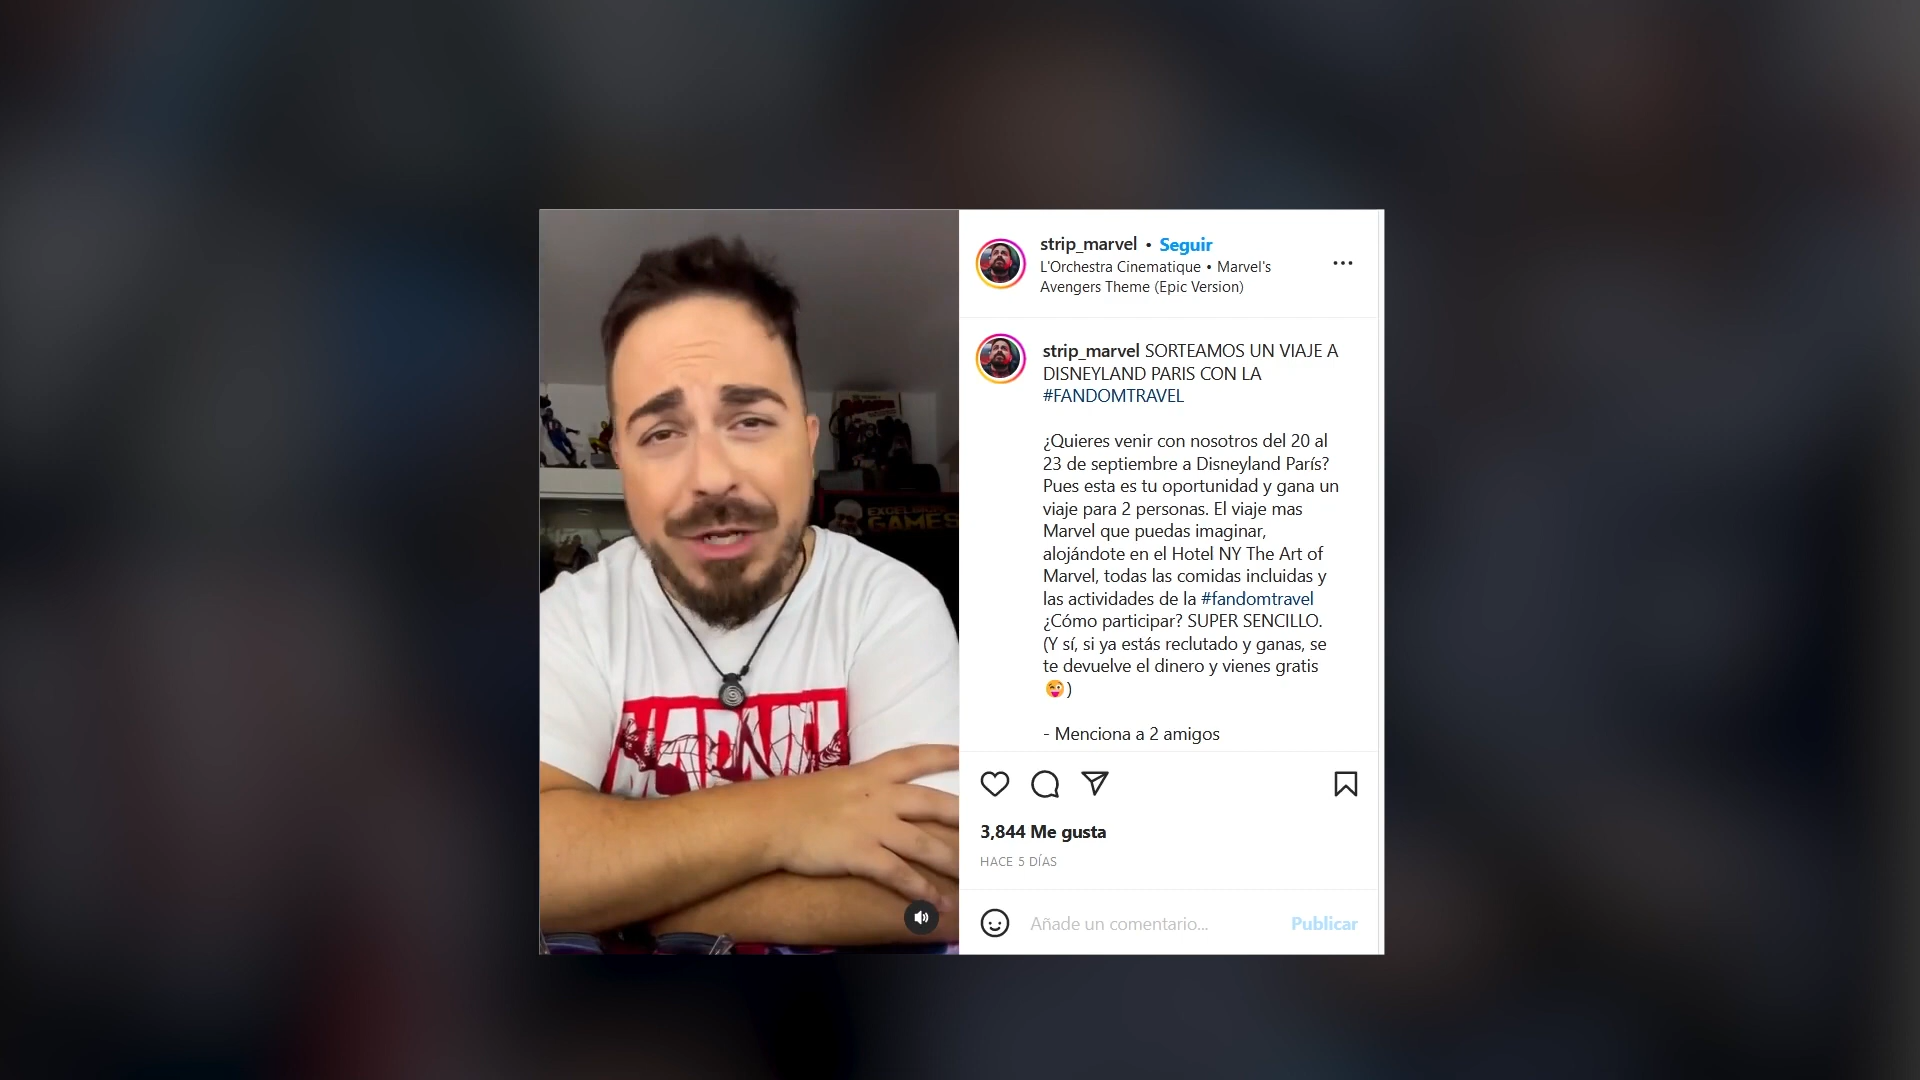 strip_marvel • Seguir
L'Orchestra Cinematique • Marvel's
Avengers Theme (Epic Version)
strip_marvel SORTEAMOS UN VIAJE A
DISNEYLAND PARIS CON LA
#FANDOMTRAVEL
¿Quieres venir con nosotros del 20 al
23 de septiembre a Disneyland París?
Pues esta es tu oportunidad y gana un
viaje para 2 personas. El viaje mas
Marvel que puedas imaginar,
alojándote en el Hotel NY The Art of
Marvel, todas las comidas incluidas y
las actividades de la #fandomtravel
¿Cómo participar? SUPER SENCILLO.
(Y sí, si ya estás reclutado y ganas, se
te devuelve el dinero y vienes gratis
😜)
- Menciona a 2 amigos
3,844 Me gusta
HACE 5 DÍAS
Añade un comentario... Publicar
GAMES
MARVEL